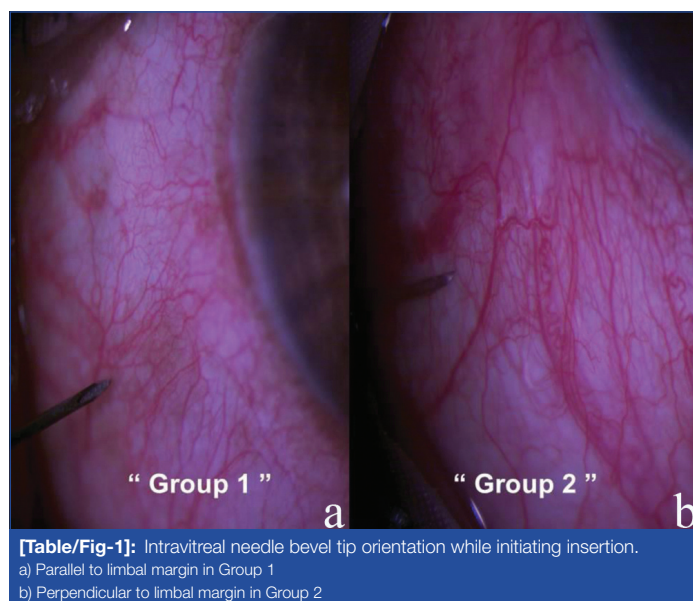 “ Group 1 ”
a
“ Group 2 ”
b
[Table/Fig-1]: Intravitreal needle bevel tip orientation while initiating insertion.
a) Parallel to limbal margin in Group 1
b) Perpendicular to limbal margin in Group 2